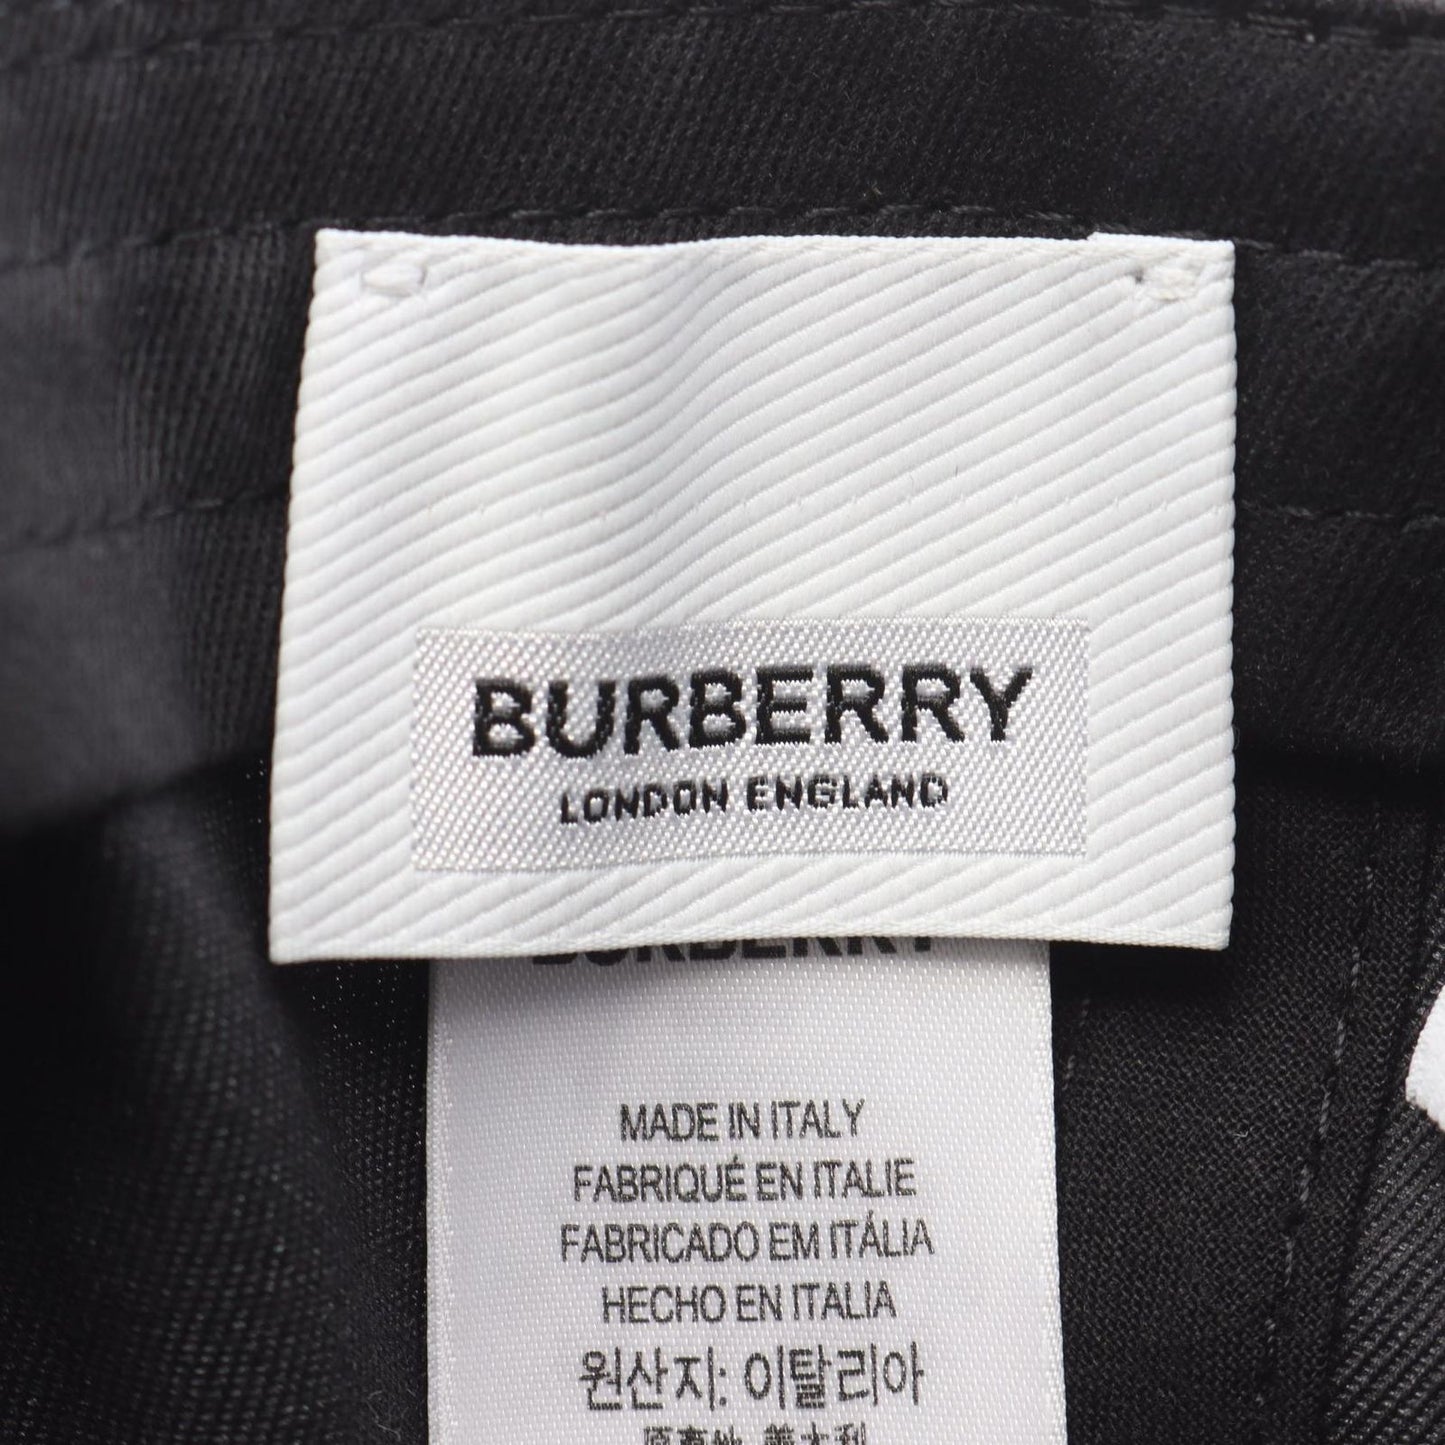 BURBERRY
LONDON ENGLAND
BURBERRY
MADE IN ITALY
FABRIQUÉ EN ITALIE
FABRICADO EM ITÁLIA
HECHO EN ITALIA
원산지: 이탈리아